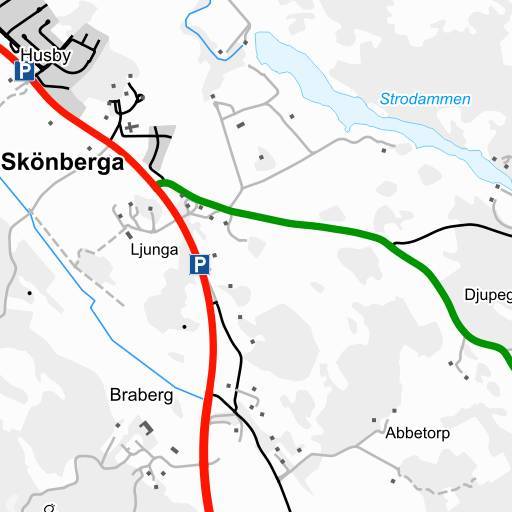 Husby
P
Strodammen
Skönberga
Ljunga
P
Djupeg
Braberg
Abbetorp